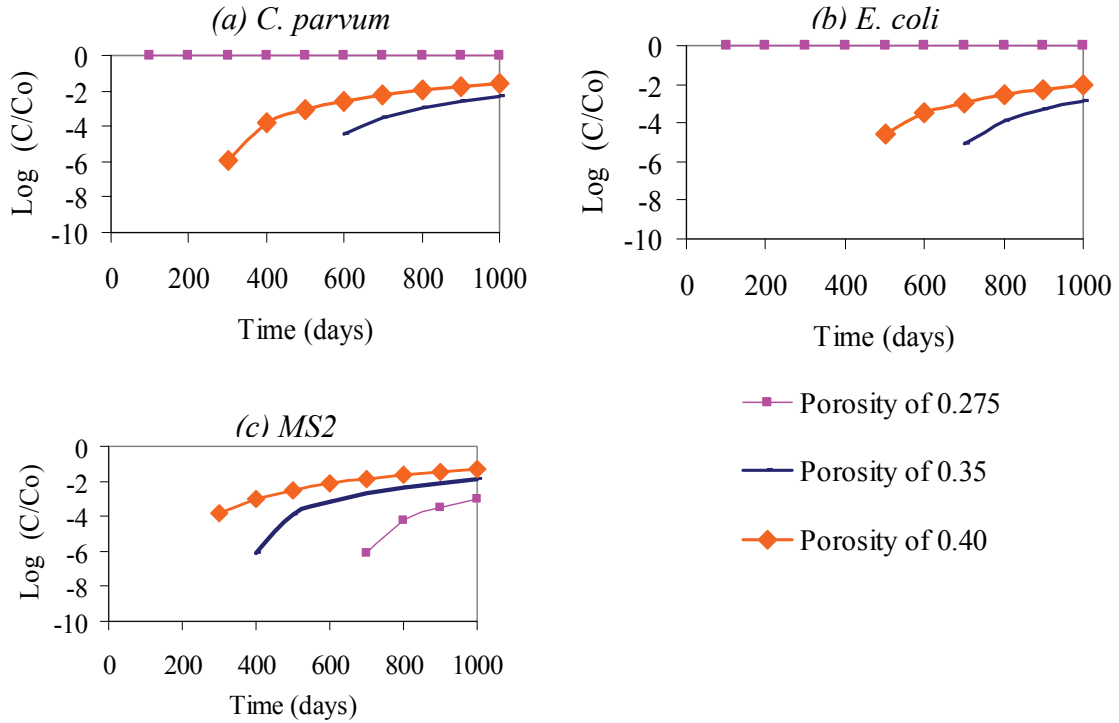 (a) C. parvum
0
-2
-4
-6
-8
-10
Log (C/Co)
0 200 400 600 800 1000
Time (days)
(b) E. coli
0
-2
-4
-6
-8
-10
Log (C/Co)
0 200 400 600 800 1000
Time (days)
(c) MS2
0
-2
-4
-6
-8
-10
Log (C/Co)
0 200 400 600 800 1000
Time (days)
Porosity of 0.275
Porosity of 0.35
Porosity of 0.40